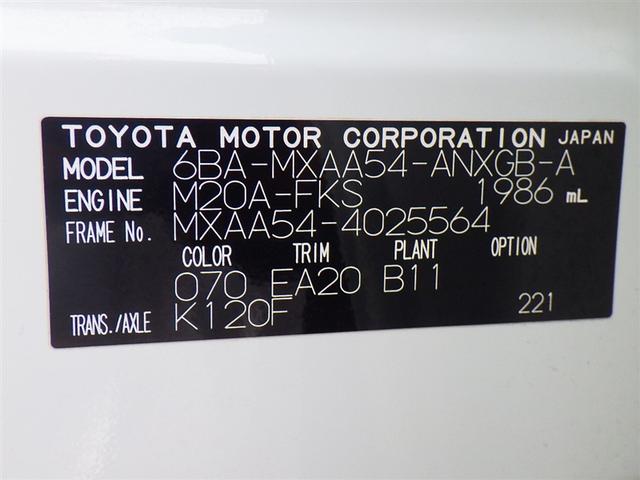 TOYOTA MOTOR CORPORATION JAPAN
MODEL 6BA-MXAA54-ANXGB-A
ENGINE M20A-FKS 1986 mL
FRAME No. MXAA54-4025564
COLOR TRIM PLANT OPTION
070 EA20 B11
TRANS./AXLE K120F 221